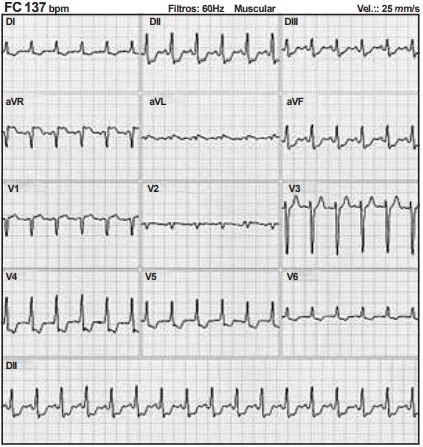 FC 137 bpm Filtros: 60Hz Muscular Vel.:: 25 mm/s
DI DII DIII
aVR aVL aVF
V1 V2 V3
V4 V5 V6
DII